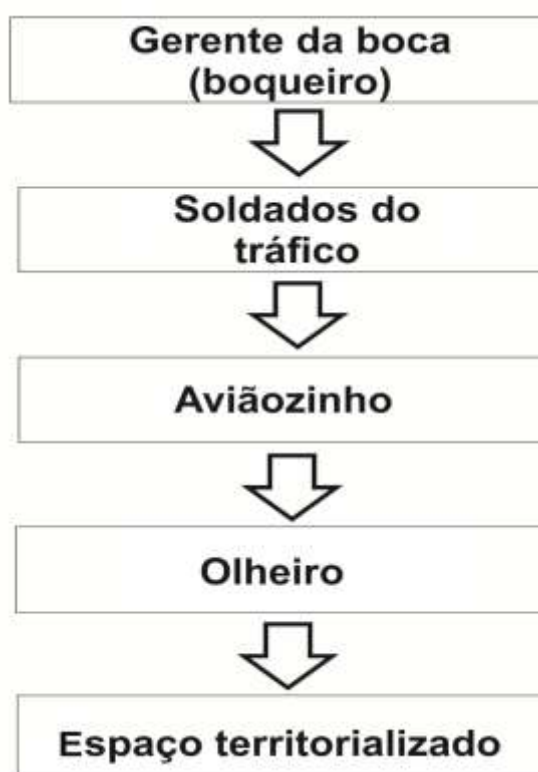 Gerente da boca
(boqueiro)
Soldados do
tráfico
Aviãozinho
Olheiro
Espaço territorializado